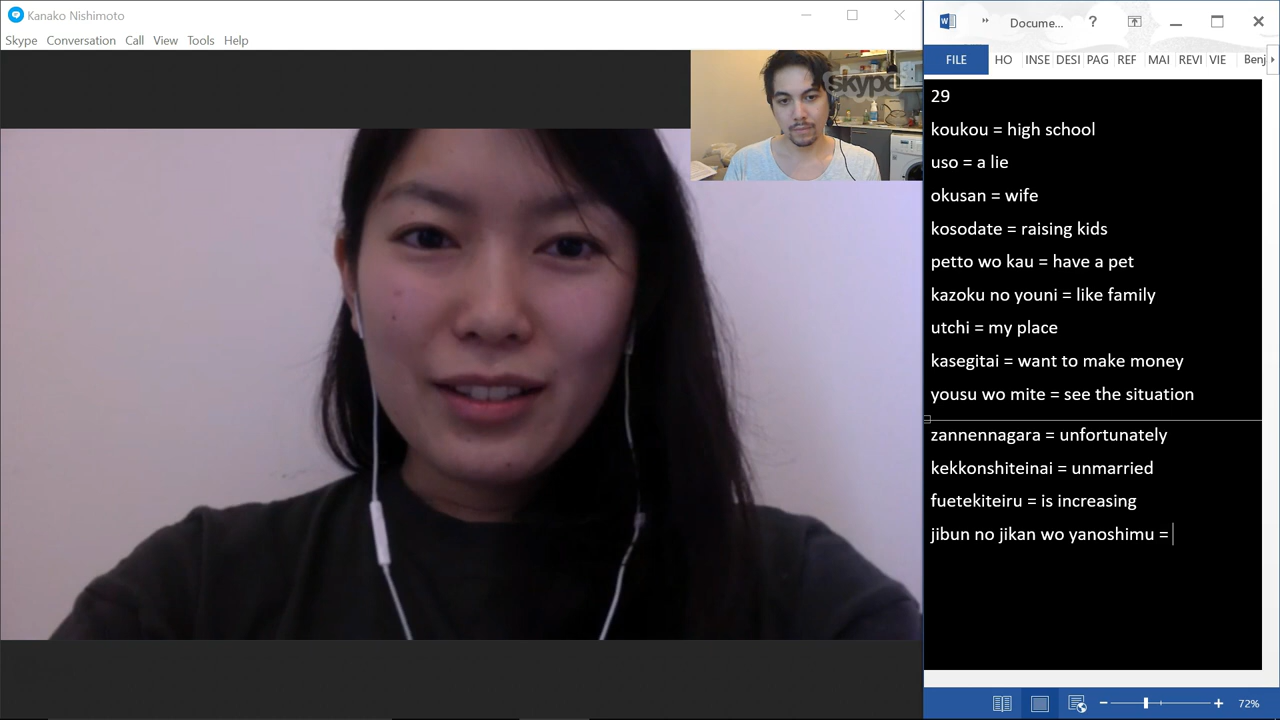 Kanako Nishimoto
Skype Conversation Call View Tools Help
skype
Docume... ?
FILE HO INSE DESI PAG REF MAI REVI VIE Benj
29
koukou = high school
uso = a lie
okusan = wife
kosodate = raising kids
petto wo kau = have a pet
kazoku no youni = like family
utchi = my place
kasegitai = want to make money
yousu wo mite = see the situation
zannennagara = unfortunately
kekkonshiteinai = unmarried
fuetekiteiru = is increasing
jibun no jikan wo yanoshimu =
72%